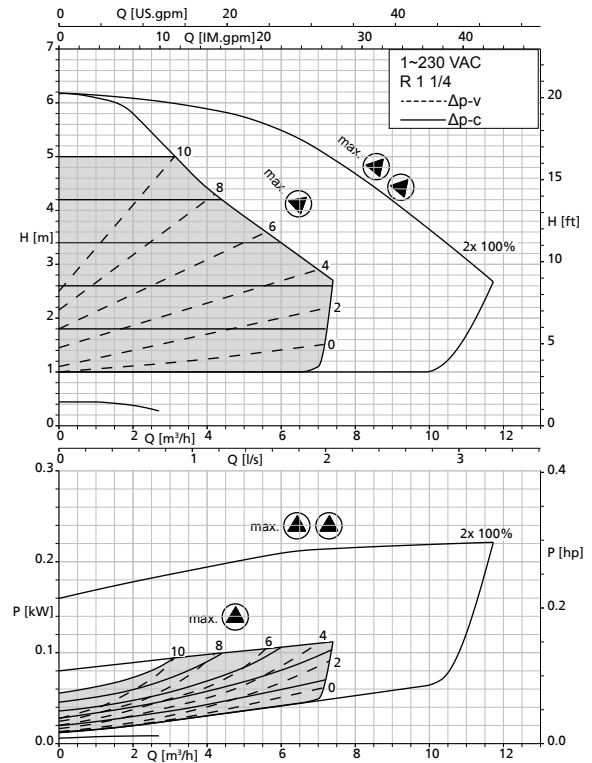 0 Q [US.gpm] 20 40
0 10 Q [IM.gpm] 20 30 40
7
6
5
4
H [m]
3
2
1
0
20
15
H [ft]
10
5
0
1~230 VAC
R 1 1/4
Δp-v
Δp-c
max.
max.
10
8
6
4
2
0
2x 100%
0 2 Q [m³/h] 4 6 8 10 12
0 1 Q [l/s] 2 3
0.3
0.2
P [kW]
0.1
0.0
0.4
P [hp]
0.2
0.0
max.
2x 100%
max.
10
8
6
4
2
0
0 2 Q [m³/h] 4 6 8 10 12